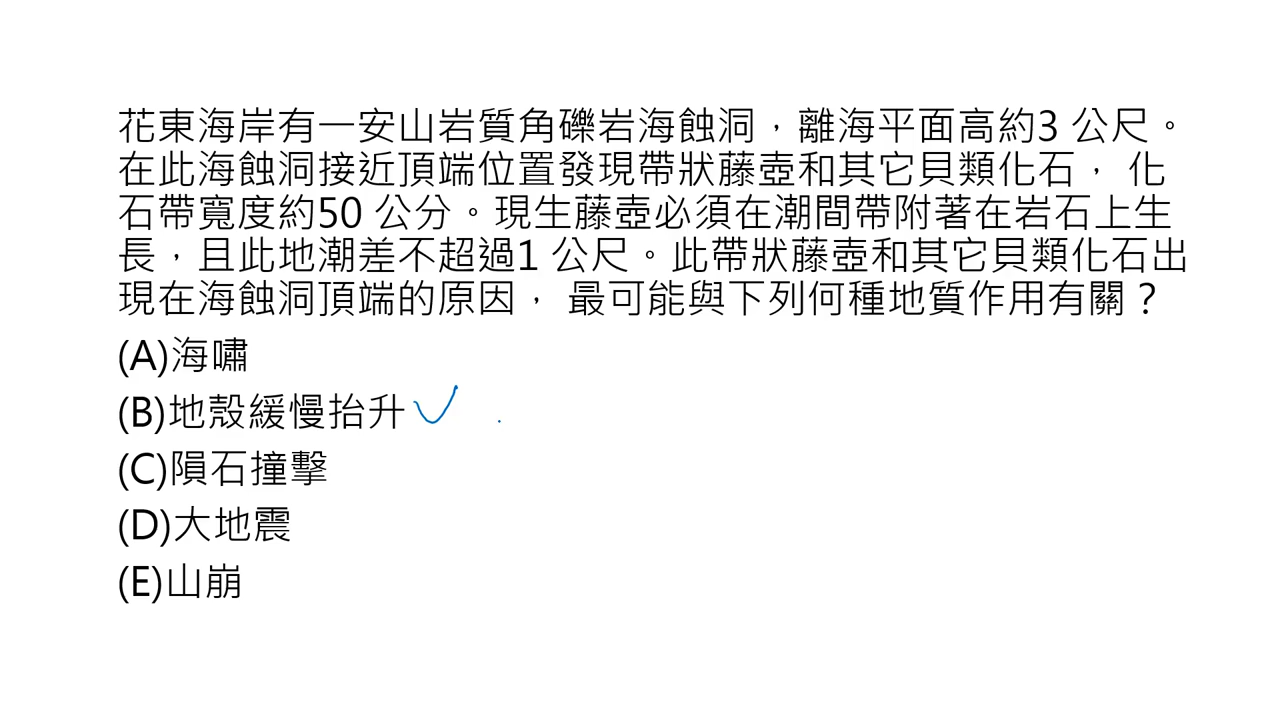 花東海岸有一安山岩質角礫岩海蝕洞，離海平面高約3 公尺。
在此海蝕洞接近頂端位置發現帶狀藤壺和其它貝類化石， 化
石帶寬度約50 公分。現生藤壺必須在潮間帶附著在岩石上生
長，且此地潮差不超過1 公尺。此帶狀藤壺和其它貝類化石出
現在海蝕洞頂端的原因， 最可能與下列何種地質作用有關？
(A)海嘯
(B)地殼緩慢抬升
(C)隕石撞擊
(D)大地震
(E)山崩